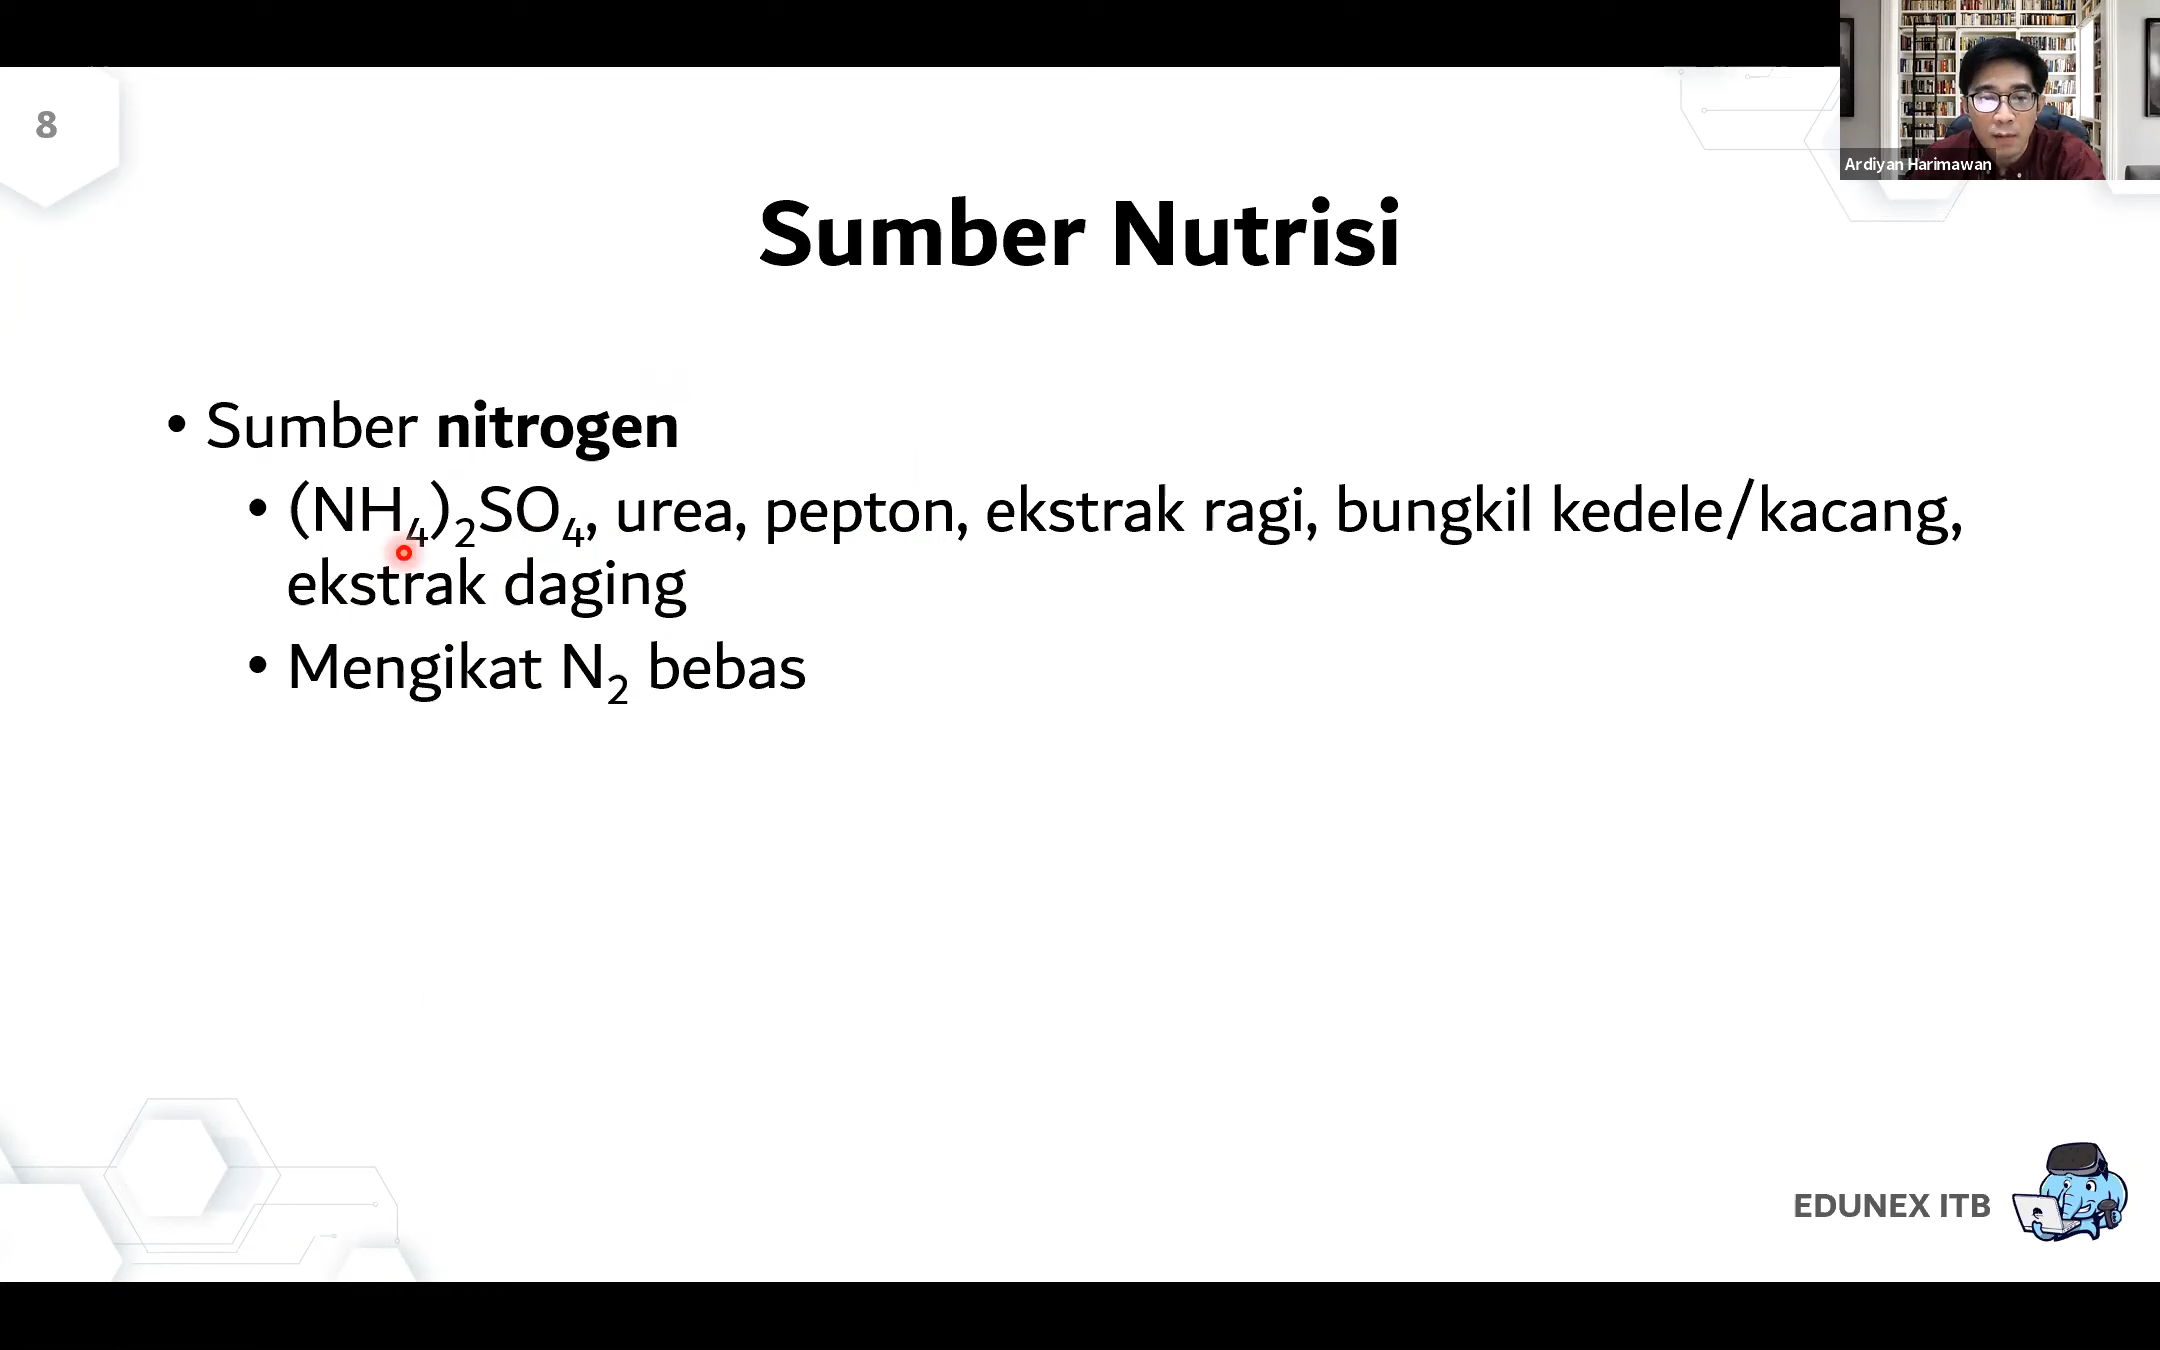 8
Ardiyan Harimawan
Sumber Nutrisi
• Sumber nitrogen
• (NH₄)₂SO₄, urea, pepton, ekstrak ragi, bungkil kedele/kacang,
ekstrak daging
• Mengikat N₂ bebas
EDUNEX ITB